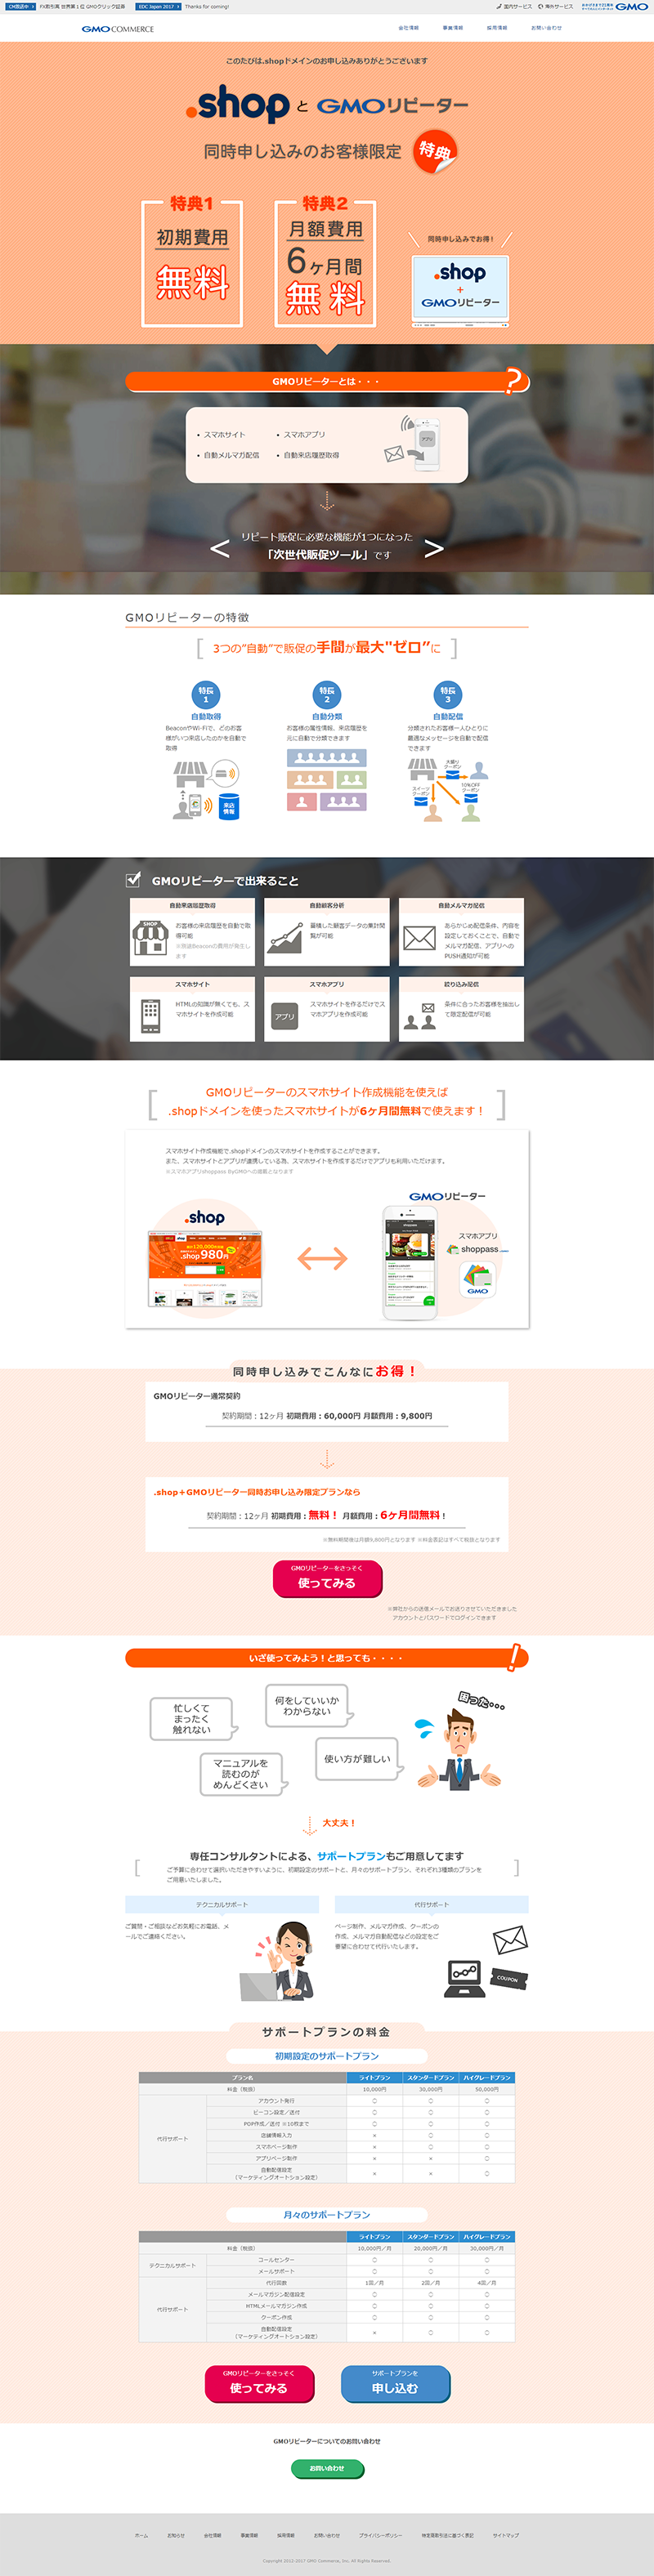 CM放送中
FX取引高 世界第1位 GMOクリック証券
EDC Japan 2017
Thanks for coming!
国内サービス
海外サービス
GMO
GMO COMMERCE
会社情報
事業情報
採用情報
お問い合わせ
このたびは.shopドメインのお申し込みありがとうございます
.shop と GMOリピーター
同時申し込みのお客様限定 特典
特典1
初期費用
無料
特典2
月額費用
6ヶ月間
無料
同時申し込みでお得!
.shop
+
GMOリピーター
GMOリピーターとは・・・
?
• スマホサイト
• スマホアプリ
• 自動メルマガ配信
• 自動来店履歴取得
アプリ
リピート販促に必要な機能が1つになった
「次世代販促ツール」です
GMOリピーターの特徴
3つの"自動"で販促の手間が最大"ゼロ"に
特長
1
自動取得
BeaconやWi-Fiで、どのお客
様がいつ来店したのかを自動で
取得
来店
情報
特長
2
自動分類
お客様の属性情報、来店履歴を
元に自動で分類できます
特長
3
自動配信
分類されたお客様一人ひとりに
最適なメッセージを自動で配信
できます
大盛り
クーポン
スイーツ
クーポン
10%OFF
クーポン
GMOリピーターで出来ること
自動来店履歴取得
SHOP
お客様の来店履歴を自動で取
得可能
※別途Beaconの費用が発生し
ます
自動顧客分析
蓄積した顧客データの集計閲
覧が可能
自動メルマガ配信
あらかじめ配信条件、内容を
設定しておくことで、自動で
メルマガ配信、アプリへの
PUSH通知が可能
スマホサイト
HTMLの知識が無くても、スマ
ホサイトを作成可能
スマホアプリ
アプリ
スマホサイトを作るだけでス
マホアプリを作成可能
絞り込み配信
条件に合ったお客様を抽出し
て限定配信が可能
GMOリピーターのスマホサイト作成機能を使えば
.shopドメインを使ったスマホサイトが6ヶ月間無料で使えます！
スマホサイト作成機能で.shopドメインのスマホサイトを作成することができます。
また、スマホサイトとアプリが連携している為、スマホサイトを作成するだけでアプリも利用いただけます。
※スマホアプリshoppass byGMOへの掲載となります
.shop
.shop 980円
GMOリピーター
スマホアプリ
shoppass
GMO
同時申し込みでこんなにお得！
GMOリピーター通常契約
契約期間：12ヶ月 初期費用：60,000円 月額費用：9,800円
.shop＋GMOリピーター同時お申し込み限定プランなら
契約期間：12ヶ月 初期費用：無料！ 月額費用：6ヶ月間無料！
※無料期間後は月額9,800円となります ※料金表記はすべて税抜となります
GMOリピーターをさっそく
使ってみる
※弊社からの送信メールでお送りさせていただきました
アカウントとパスワードでログインできます
いざ使ってみよう！と思っても・・・・
!
忙しくて
まったく
触れない
何をしていいか
わからない
マニュアルを
読むのが
めんどくさい
使い方が難しい
困った…
大丈夫！
専任コンサルタントによる、サポートプランもご用意してます
ご予算に合わせて選択いただきやすいように、初期設定のサポートと、月々のサポートプラン、それぞれ3種類のプランを
ご用意いたしました。
テクニカルサポート
ご質問・ご相談などお気軽にお電話、メ
ールでご連絡ください。
代行サポート
ページ制作、メルマガ作成、クーポンの
作成、メルマガ自動配信などの設定をご
要望に合わせて代行いたします。
COUPON
サポートプランの料金
初期設定のサポートプラン
プラン名 ライトプラン スタンダードプラン ハイグレードプラン
料金（税抜） 10,000円 30,000円 50,000円
代行サポート
アカウント発行 ○ ○ ○
ビーコン設定／送付 ○ ○ ○
POP作成／送付 ※10件まで ○ ○ ○
店舗情報入力 × ○ ○
スマホページ制作 × ○ ○
アプリページ制作 × × ○
自動配信設定
（マーケティングオートション設定） × × ○
月々のサポートプラン
ライトプラン スタンダードプラン ハイグレードプラン
料金（税抜） 10,000円／月 20,000円／月 30,000円／月
テクニカルサポート
コールセンター ○ ○ ○
メールサポート ○ ○ ○
代行サポート
代行回数 1回／月 2回／月 4回／月
メールマガジン配信設定 ○ ○ ○
HTMLメールマガジン作成 ○ ○ ○
クーポン作成 ○ ○ ○
自動配信設定
（マーケティングオートション設定） × ○ ○
GMOリピーターをさっそく
使ってみる
サポートプランを
申し込む
GMOリピーターについてのお問い合わせ
お問い合わせ
ホーム
お知らせ
会社情報
事業情報
採用情報
お問い合わせ
プライバシーポリシー
特定商取引法に基づく表記
サイトマップ
Copyright 2012-2017 GMO Commerce, Inc. All Rights Reserved.